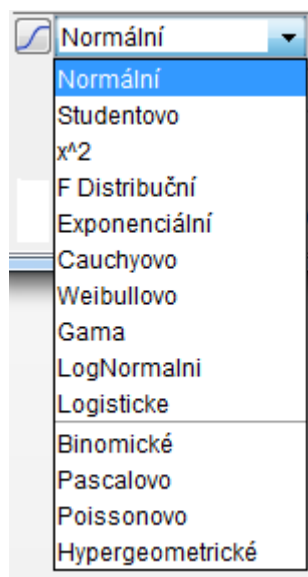 Normální
Normální
Studentovo
x^2
F Distribuční
Exponenciální
Cauchyovo
Weibullovo
Gama
LogNormalni
Logisticke
Binomické
Pascalovo
Poissonovo
Hypergeometrické